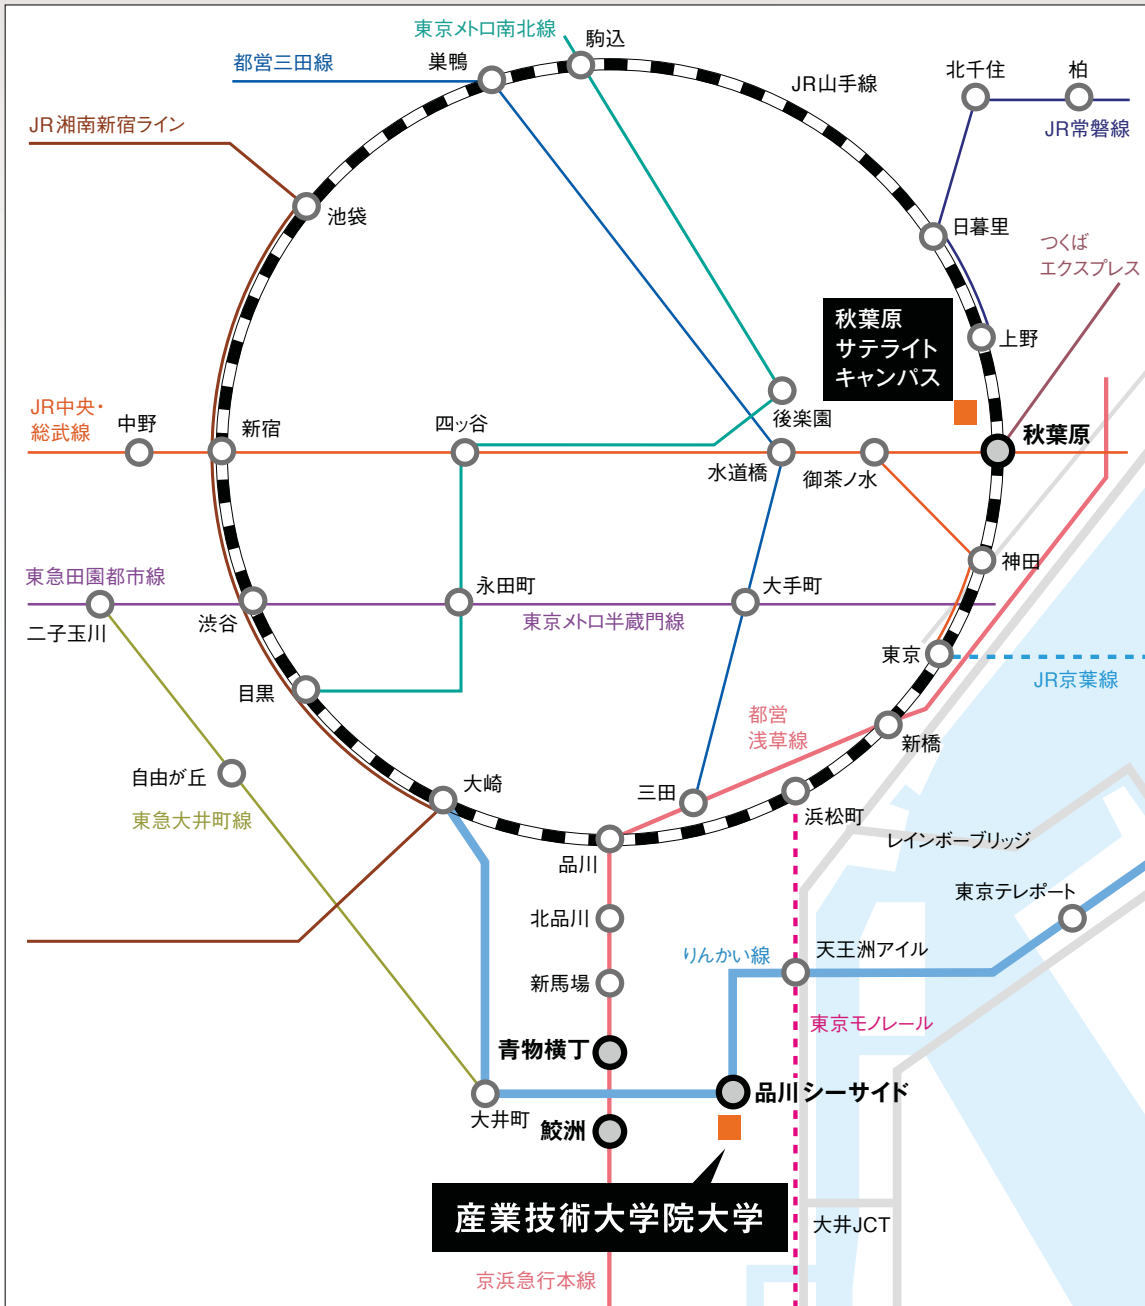 東京メトロ南北線
駒込
都営三田線
巣鴨
JR山手線
北千住
柏
JR湘南新宿ライン
JR常磐線
池袋
日暮里
つくば
エクスプレス
秋葉原
サテライト
キャンパス
上野
JR中央・
総武線
中野
新宿
四ッ谷
後楽園
秋葉原
水道橋
御茶ノ水
神田
東急田園都市線
二子玉川
渋谷
永田町
東京メトロ半蔵門線
大手町
東京
JR京葉線
目黒
都営
浅草線
新橋
自由が丘
東急大井町線
大崎
三田
浜松町
品川
レインボーブリッジ
東京テレポート
北品川
りんかい線
天王洲アイル
新馬場
東京モノレール
青物横丁
品川シーサイド
大井町
鮫洲
産業技術大学院大学
大井JCT
京浜急行本線